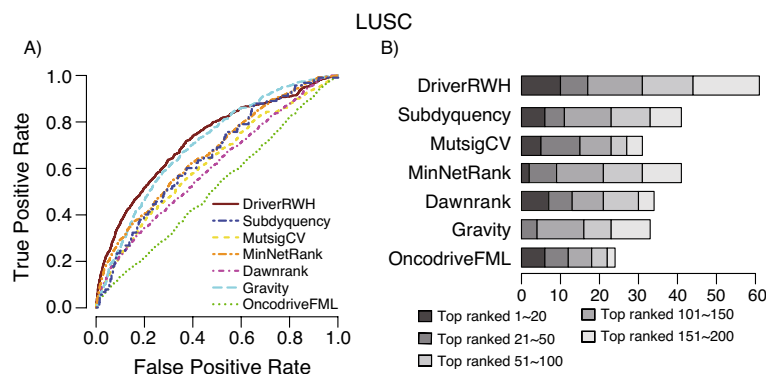 LUSC
A)
True Positive Rate
1.0
0.8
0.6
0.4
0.2
0.0
DriverRWH
Subdyquency
MutsigCV
MinNetRank
Dawnrank
Gravity
OncodriveFML
0.0 0.2 0.4 0.6 0.8 1.0
False Positive Rate
B)
DriverRWH
Subdyquency
MutsigCV
MinNetRank
Dawnrank
Gravity
OncodriveFML
0 10 20 30 40 50 60
Top ranked 1~20
Top ranked 21~50
Top ranked 51~100
Top ranked 101~150
Top ranked 151~200